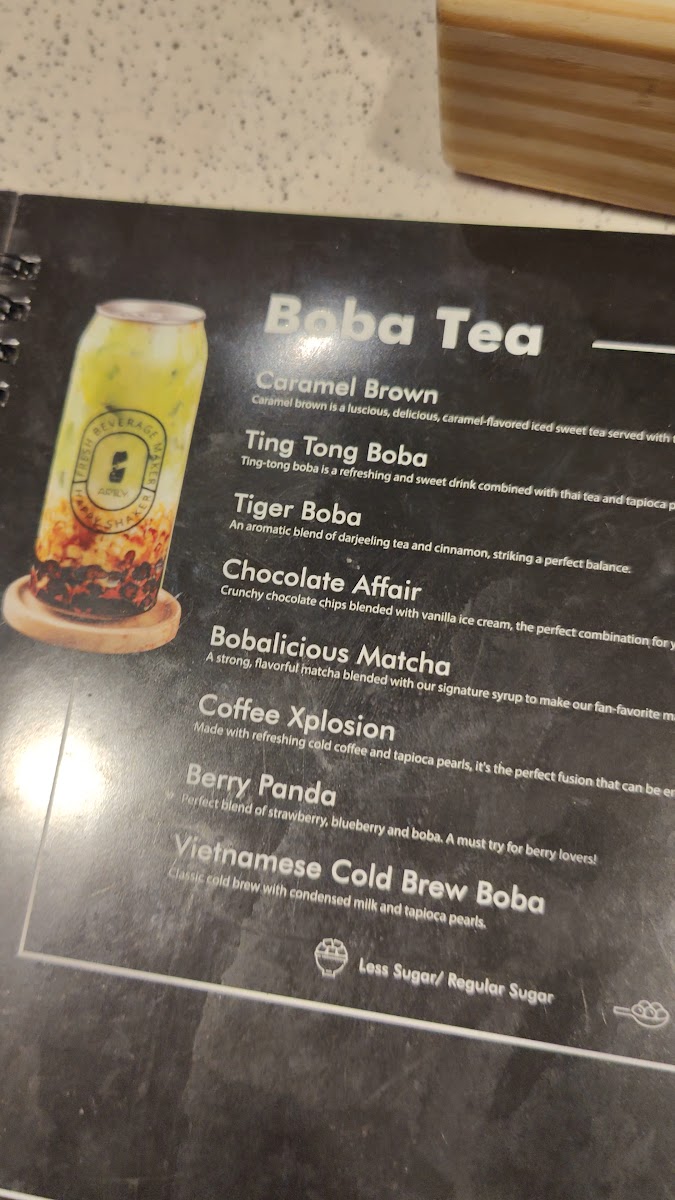 Boba Tea
Caramel Brown
Caramel brown is a luscious, delicious, caramel-flavored iced sweet tea served with
Ting Tong Boba
Ting-tong boba is a refreshing and sweet drink combined with thai tea and tapioca
Tiger Boba
An aromatic blend of darjeeling tea and cinnamon, striking a perfect balance.
Chocolate Affair
Crunchy chocolate chips blended with vanilla ice cream, the perfect combination for
Bobalicious Matcha
A strong, flavorful matcha blended with our signature syrup to make our fan-favorite
Coffee Xplosion
Made with refreshing cold coffee and tapioca pearls, it's the perfect fusion that can be
Berry Panda
Perfect blend of strawberry, blueberry and boba. A must try for berry lovers!
Vietnamese Cold Brew Boba
Classic cold brew with condensed milk and tapioca pearls.
Less Sugar/ Regular Sugar
FRESH BEVERAGE MAKER
HAPPY SHAKER